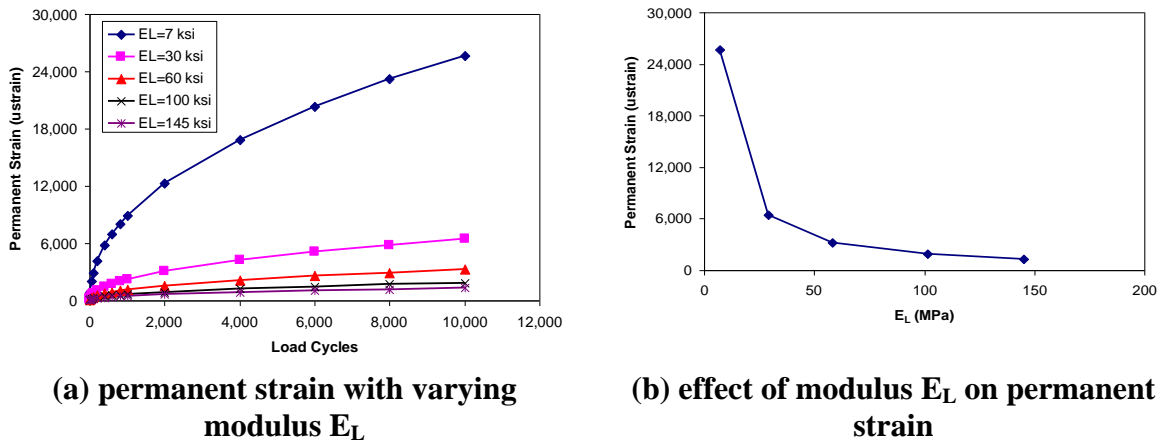 30,000
24,000
18,000
12,000
6,000
0
Permanent Strain (ustrain)
EL=7 ksi
EL=30 ksi
EL=60 ksi
EL=100 ksi
EL=145 ksi
0
2,000
4,000
6,000
8,000
10,000
12,000
Load Cycles
(a) permanent strain with varying
modulus EL
30,000
24,000
18,000
12,000
6,000
0
Permanent Strain (ustrain)
0
50
100
150
200
EL (MPa)
(b) effect of modulus EL on permanent
strain